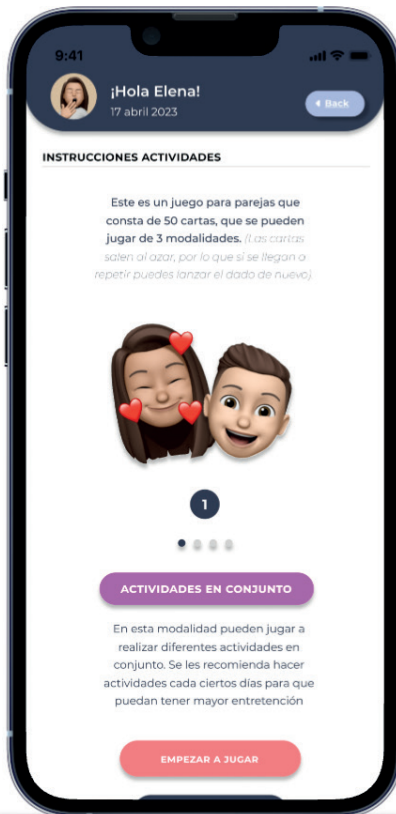 9:41
¡Hola Elena!
17 abril 2023
Back
INSTRUCCIONES ACTIVIDADES
Este es un juego para parejas que
consta de 50 cartas, que se pueden
jugar de 3 modalidades. (Las cartas
salen al azar, por lo que si se llegan a
repetir puedes lanzar el dado de nuevo)
1
ACTIVIDADES EN CONJUNTO
En esta modalidad pueden jugar a
realizar diferentes actividades en
conjunto. Se les recomienda hacer
actividades cada ciertos días para que
puedan tener mayor entretención
EMPEZAR A JUGAR